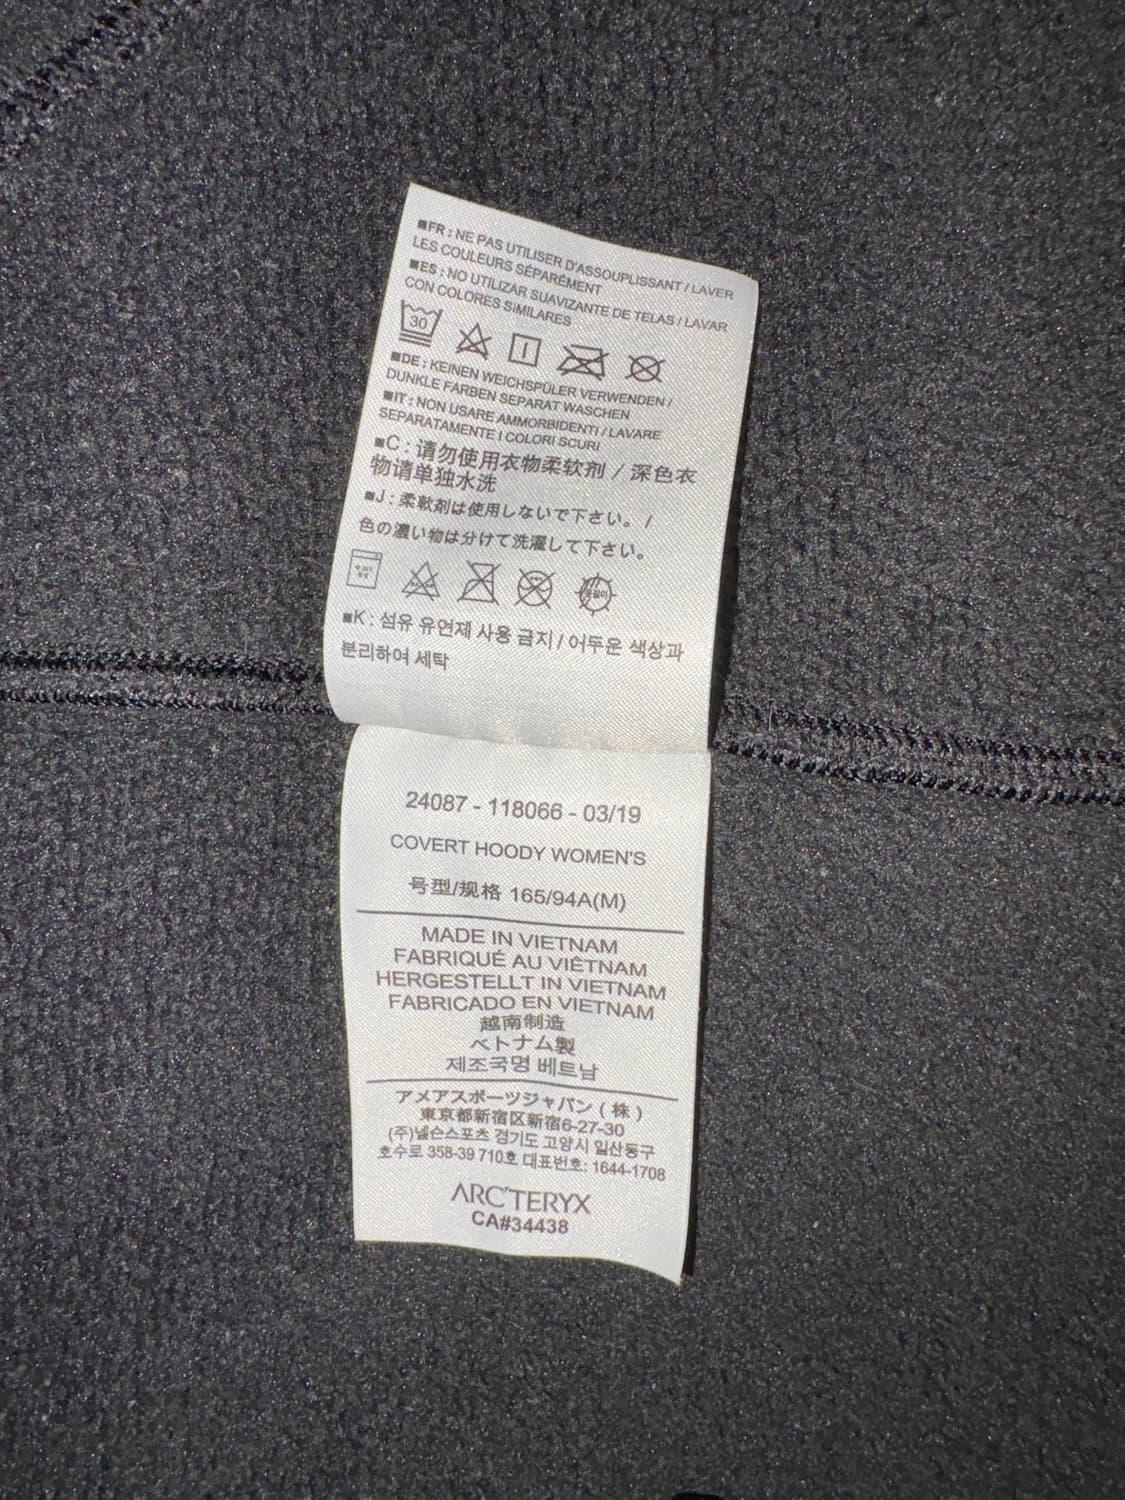 ■FR : NE PAS UTILISER D'ASSOUPLISSANT / LAVER
LES COULEURS SÉPARÉMENT
■ES : NO UTILIZAR SUAVIZANTE DE TELAS / LAVAR
CON COLORES SIMILARES
30
■DE : KEINEN WEICHSPÜLER VERWENDEN /
DUNKLE FARBEN SEPARAT WASCHEN
■IT : NON USARE AMMORBIDENTI / LAVARE
SEPARATAMENTE I COLORI SCURI
■C : 请勿使用衣物柔软剂 / 深色衣
物请单独水洗
■J : 柔軟剤は使用しないで下さい。 /
色の濃い物は分けて洗濯して下さい。
■K : 섬유 유연제 사용 금지 / 어두운 색상과
분리하여 세탁
24087 - 118066 - 03/19
COVERT HOODY WOMEN'S
号型/规格 165/94A(M)
MADE IN VIETNAM
FABRIQUÉ AU VIÊTNAM
HERGESTELLT IN VIETNAM
FABRICADO EN VIETNAM
越南制造
ベトナム製
제조국명 베트남
アメアスポーツジャパン ( 株 )
東京都新宿区新宿6-27-30
(주)넬슨스포츠 경기도 고양시 일산동구
호수로 358-39 710호 대표번호: 1644-1708
ARC'TERYX
CA#34438